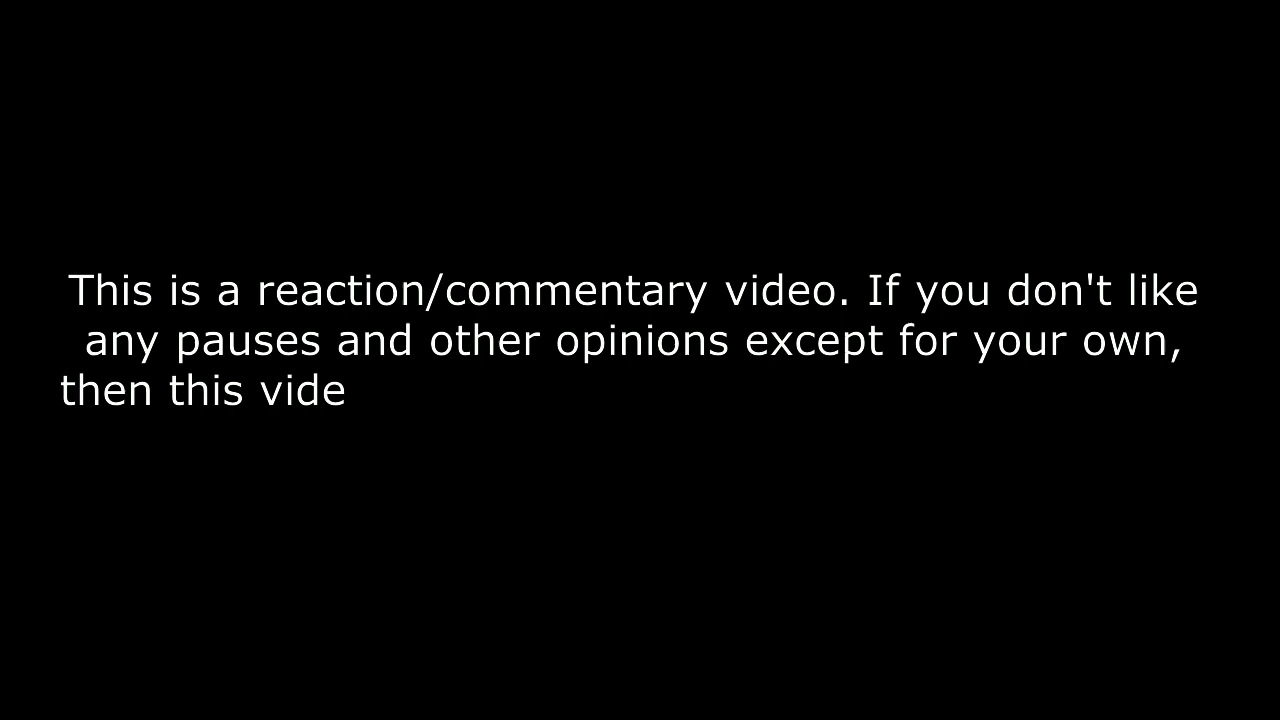 This is a reaction/commentary video. If you don't like
any pauses and other opinions except for your own,
then this vide